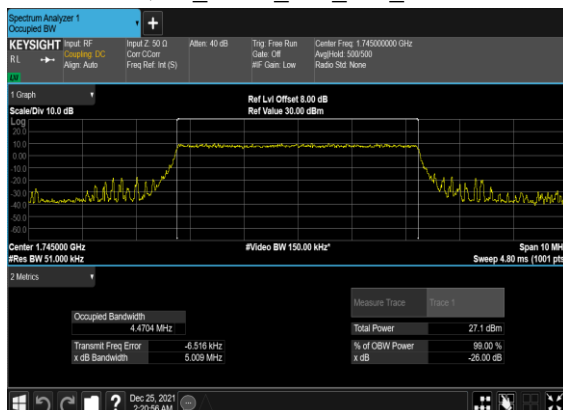 Spectrum Analyzer 1
Occupied BW
+
KEYSIGHT Input: RF Input Z: 50 Ω Atten: 40 dB Trig: Free Run Center Freq: 1.745000000 GHz
RL Coupling: DC Corr CCorr Gate: Off Avg|Hold: 500/500
Align: Auto Freq Ref: Int (S) #IF Gain: Low Radio Std: None
1 Graph
Ref Lvl Offset 8.00 dB
Scale/Div 10.0 dB Ref Value 30.00 dBm
Log
20.0
10.0
0.00
-10.0
-20.0
-30.0
-40.0
-50.0
-60.0
Center 1.745000 GHz #Video BW 150.00 kHz* Span 10 MH
#Res BW 51.000 kHz Sweep 4.80 ms (1001 pts
2 Metrics
Measure Trace Trace 1
Occupied Bandwidth
4.4704 MHz
Total Power 27.1 dBm
Transmit Freq Error -6.516 kHz % of OBW Power 99.00 %
x dB Bandwidth 5.009 MHz x dB -26.00 dB
? Dec 25, 2021
2:20:56 AM